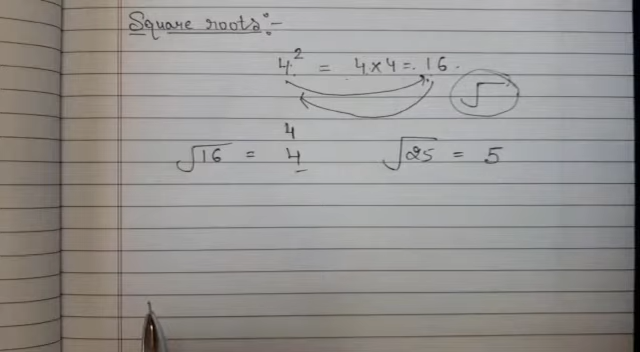 Square roots:-
4² = 4×4 = 16.
√
4
√16 = 4
√25 = 5